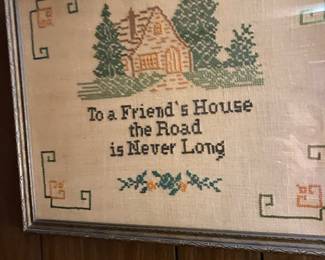 To a Friend's House
the Road
is Never Long